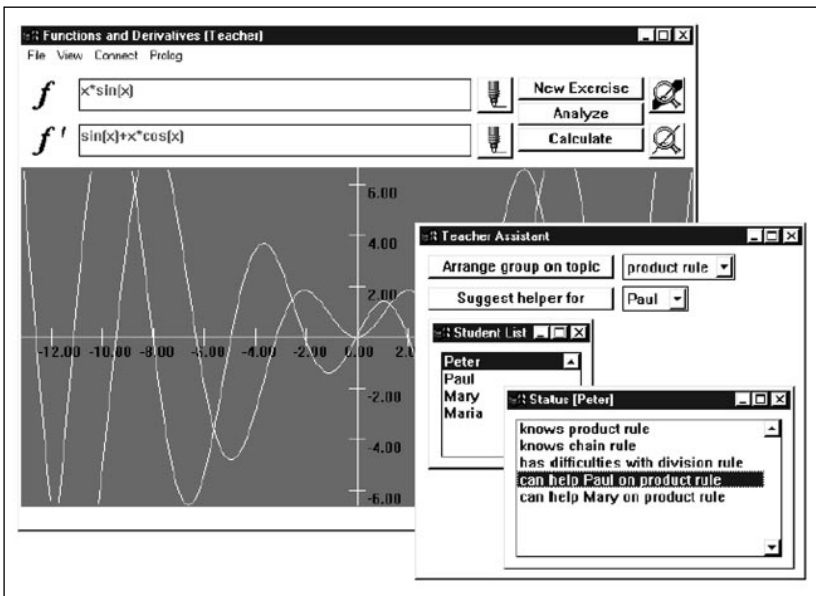 Functions and Derivatives [Teacher]
File View Connect Prolog
f x*sin(x) New Exercise
Analyze
f ' sin(x)+x*cos(x) Calculate
6.00
4.00
2.00
-12.00 -10.00 -8.00 -6.00 -4.00 -2.00 0.00 2.0
-2.00
-4.00
-6.00
Teacher Assistant
Arrange group on topic product rule
Suggest helper for Paul
Student List
Peter
Paul
Mary
Maria
Status [Peter]
knows product rule
knows chain rule
has difficulties with division rule
can help Paul on product rule
can help Mary on product rule